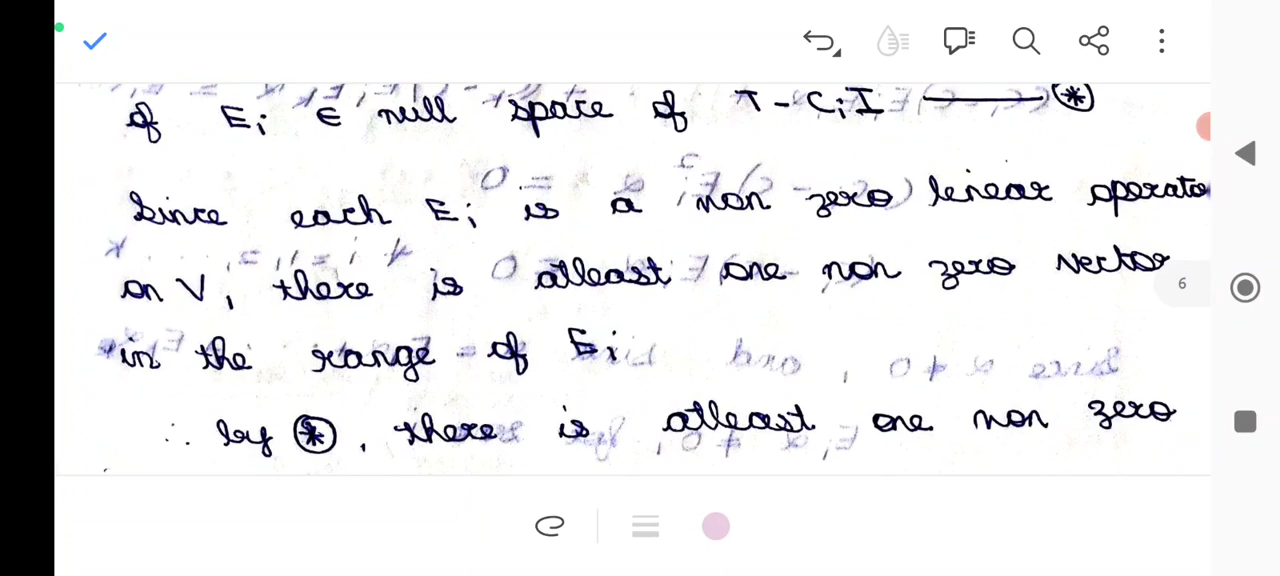 of Eᵢ ∈ null space of T - CᵢI ——— (*)
Since each Eᵢ is a non zero linear operato
on V, there is atleast one non zero vector
6
in the range of Eᵢ
∴ by (*), there is atleast one non zero